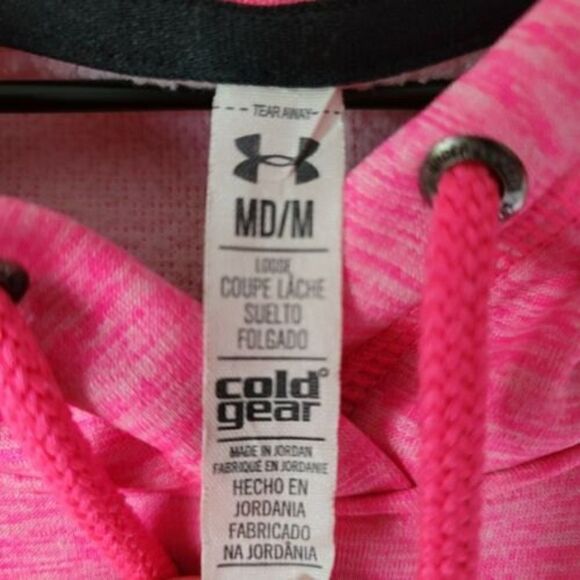 TEAR AWAY
MD/M
LOOSE
COUPE LÂCHE
SUELTO
FOLGADO
cold
gear
MADE IN JORDAN
FABRIQUÉ EN JORDANIE
HECHO EN
JORDANIA
FABRICADO
NA JORDÂNIA